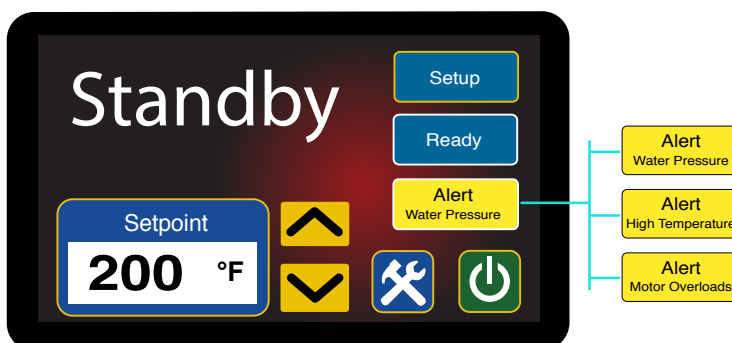 Standby
Setup
Ready
Alert
Water Pressure
Setpoint
200 °F
Alert
Water Pressure
Alert
High Temperature
Alert
Motor Overloads